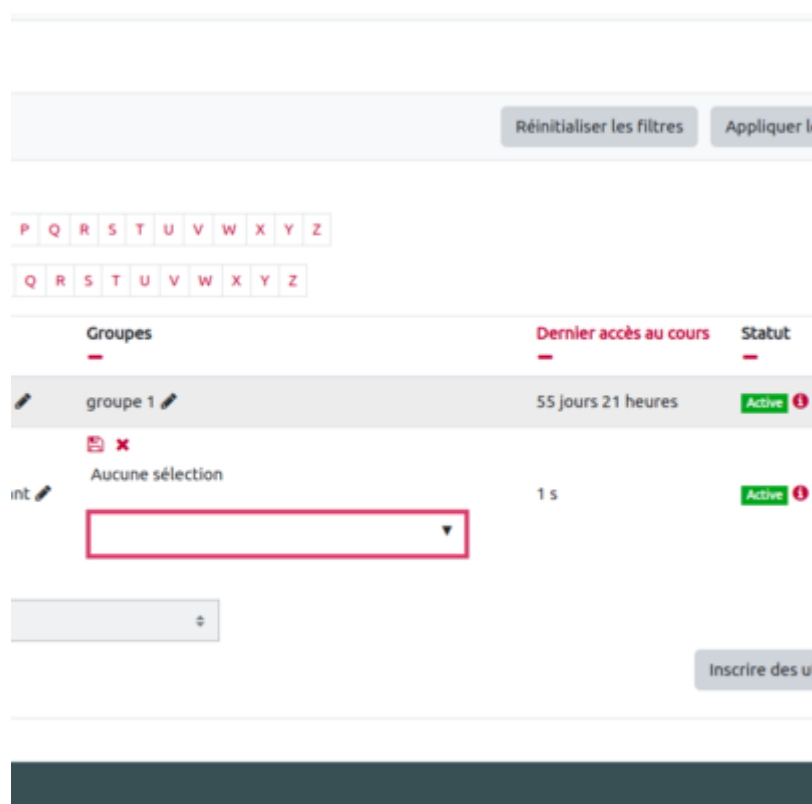 Réinitialiser les filtres Appliquer l
P Q R S T U V W X Y Z
Q R S T U V W X Y Z
Groupes Dernier accès au cours Statut
groupe 1 55 jours 21 heures Active
Aucune sélection
nt 1 s Active
Inscrire des u